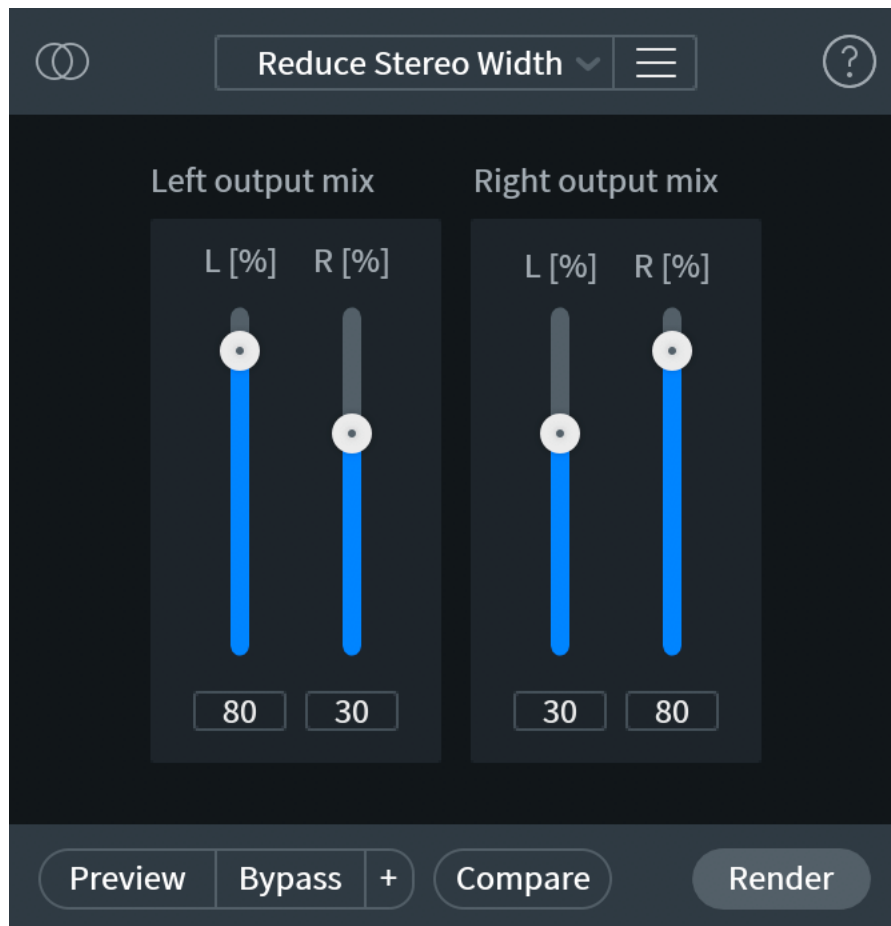 Reduce Stereo Width ?
Left output mix Right output mix
L [%] R [%] L [%] R [%]
80 30 30 80
Preview Bypass + Compare Render